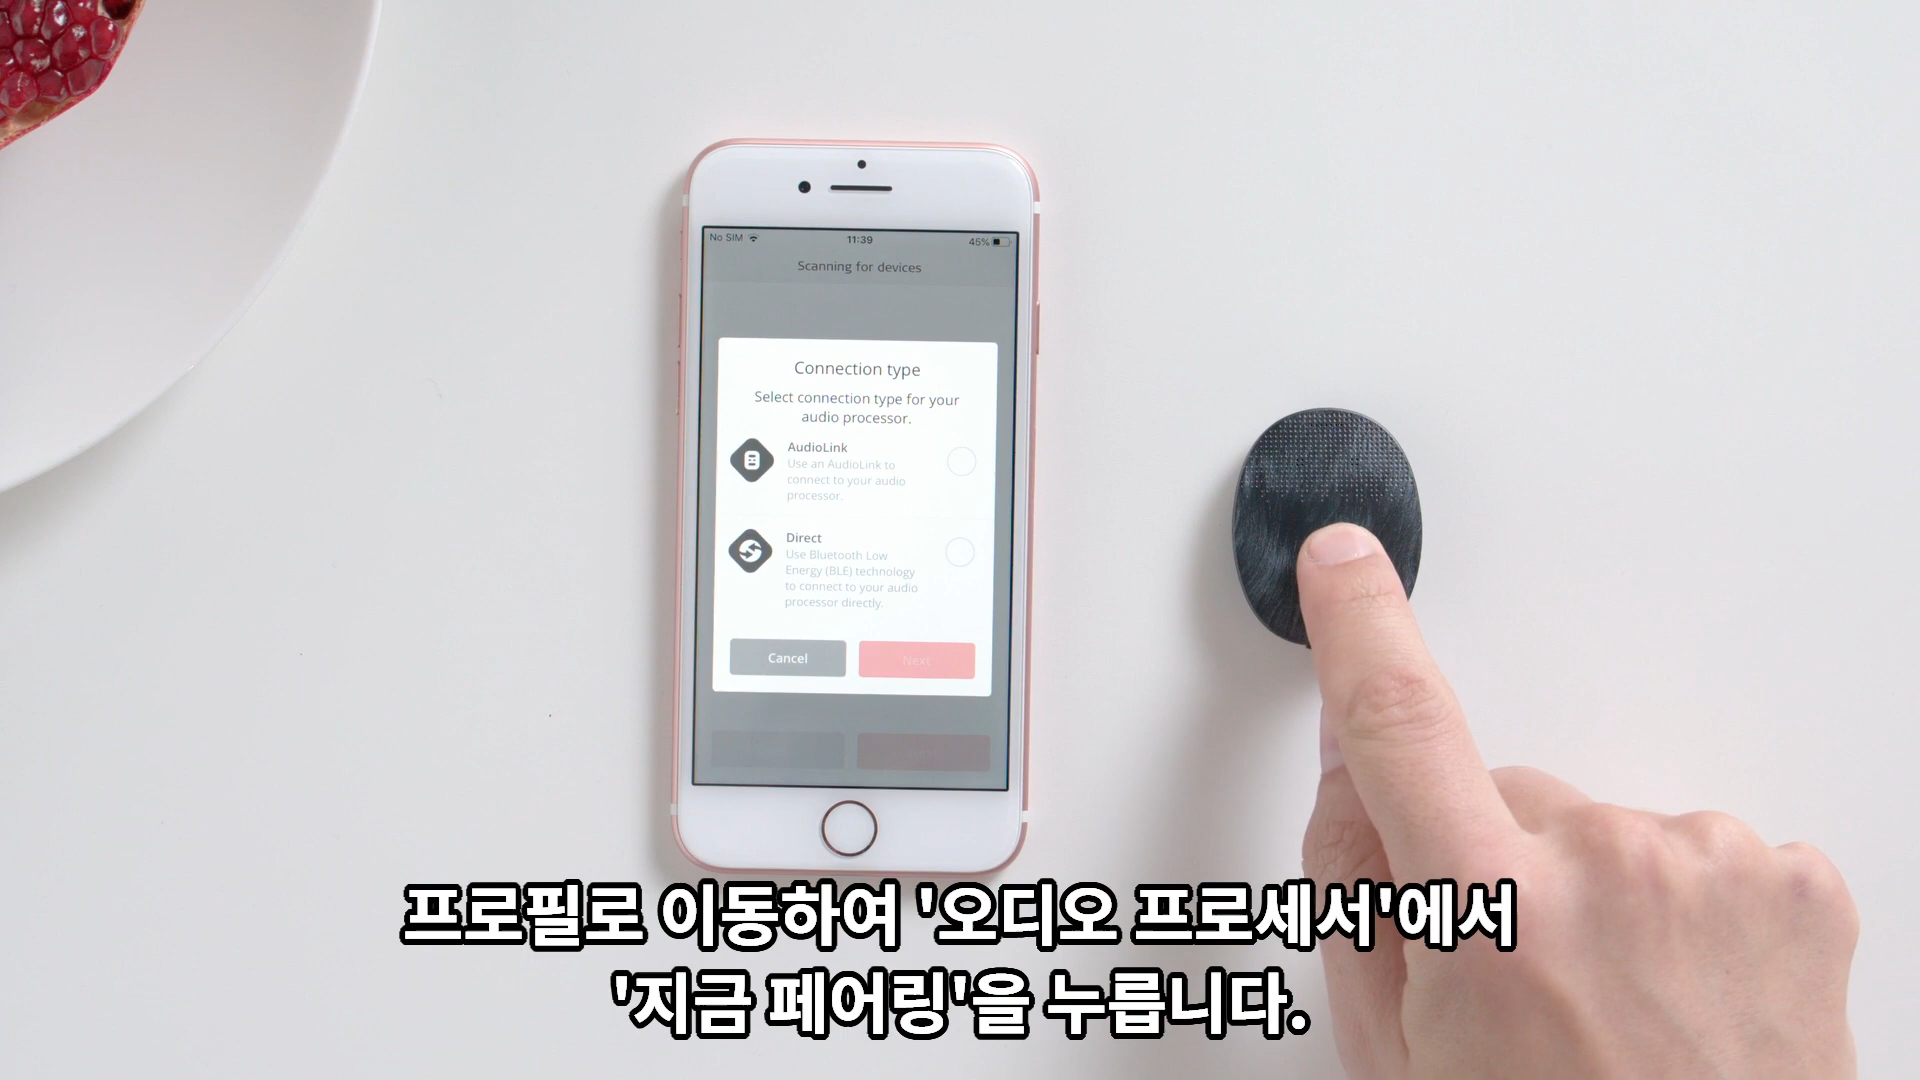 No SIM
11:39
45%
Scanning for devices
Connection type
Select connection type for your
audio processor.
AudioLink
Use an AudioLink to
connect to your audio
processor.
Direct
Use Bluetooth Low
Energy (BLE) technology
to connect to your audio
processor directly.
Cancel
Next
프로필로 이동하여 '오디오 프로세서'에서
'지금 페어링'을 누릅니다.